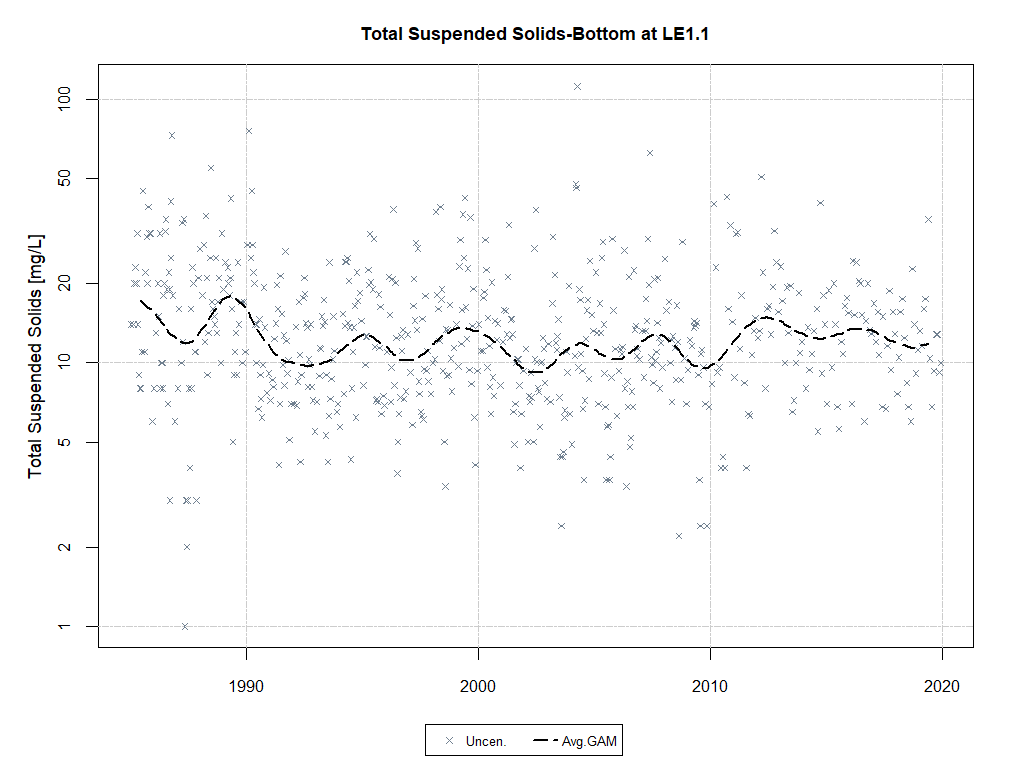 Total Suspended Solids-Bottom at LE1.1
Total Suspended Solids [mg/L]
100
50
20
10
5
2
1
1990 2000 2010 2020
Uncen. Avg.GAM